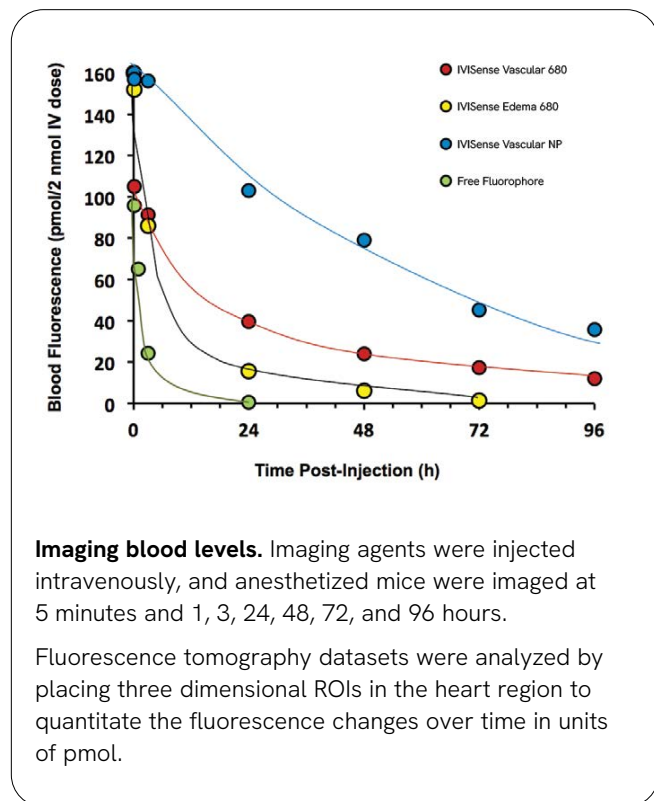 160
140
120
100
80
60
40
20
0
Blood Fluorescence (pmol/2 nmol IV dose)
IVISense Vascular 680
IVISense Edema 680
IVISense Vascular NP
Free Fluorophore
0 24 48 72 96
Time Post-Injection (h)
Imaging blood levels. Imaging agents were injected
intravenously, and anesthetized mice were imaged at
5 minutes and 1, 3, 24, 48, 72, and 96 hours.
Fluorescence tomography datasets were analyzed by
placing three dimensional ROIs in the heart region to
quantitate the fluorescence changes over time in units
of pmol.